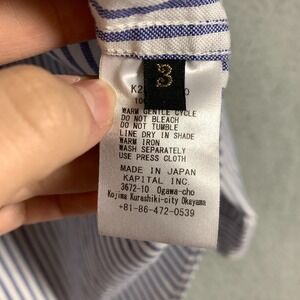 3
WARM GENTLE CYCLE
DO NOT BLEACH
DO NOT TUMBLE
LINE DRY IN SHADE
WARM IRON
WASH SEPARATELY
USE PRESS CLOTH
MADE IN JAPAN
KAPITAL INC.
3672-10 Ogawa-cho
Kojima Kurashiki-city Okayama
+81-86-472-0539